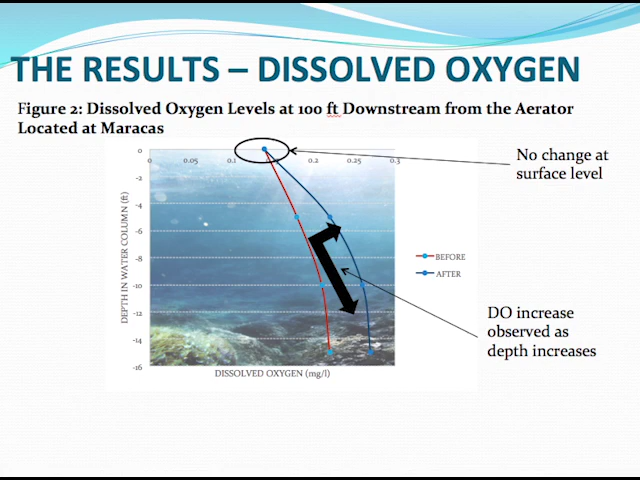 THE RESULTS – DISSOLVED OXYGEN
Figure 2: Dissolved Oxygen Levels at 100 ft Downstream from the Aerator
Located at Maracas
0
0 0.05 0.1 0.2 0.25 0.3
-2
-4
-6
-8
-10
-12
-14
-16
DEPTH IN WATER COLUMN (ft)
DISSOLVED OXYGEN (mg/l)
BEFORE
AFTER
No change at
surface level
DO increase
observed as
depth increases